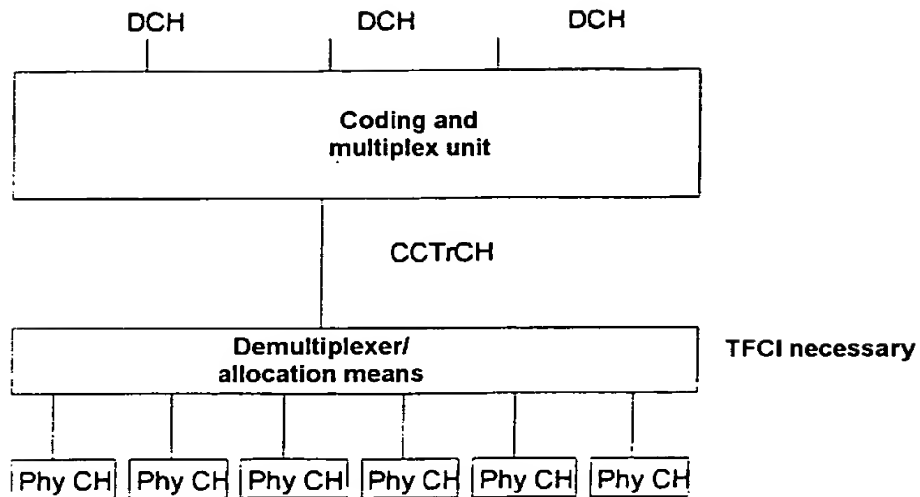 DCH DCH DCH
Coding and
multiplex unit
CCTrCH
Demultiplexer/
allocation means
TFCI necessary
Phy CH Phy CH Phy CH Phy CH Phy CH Phy CH